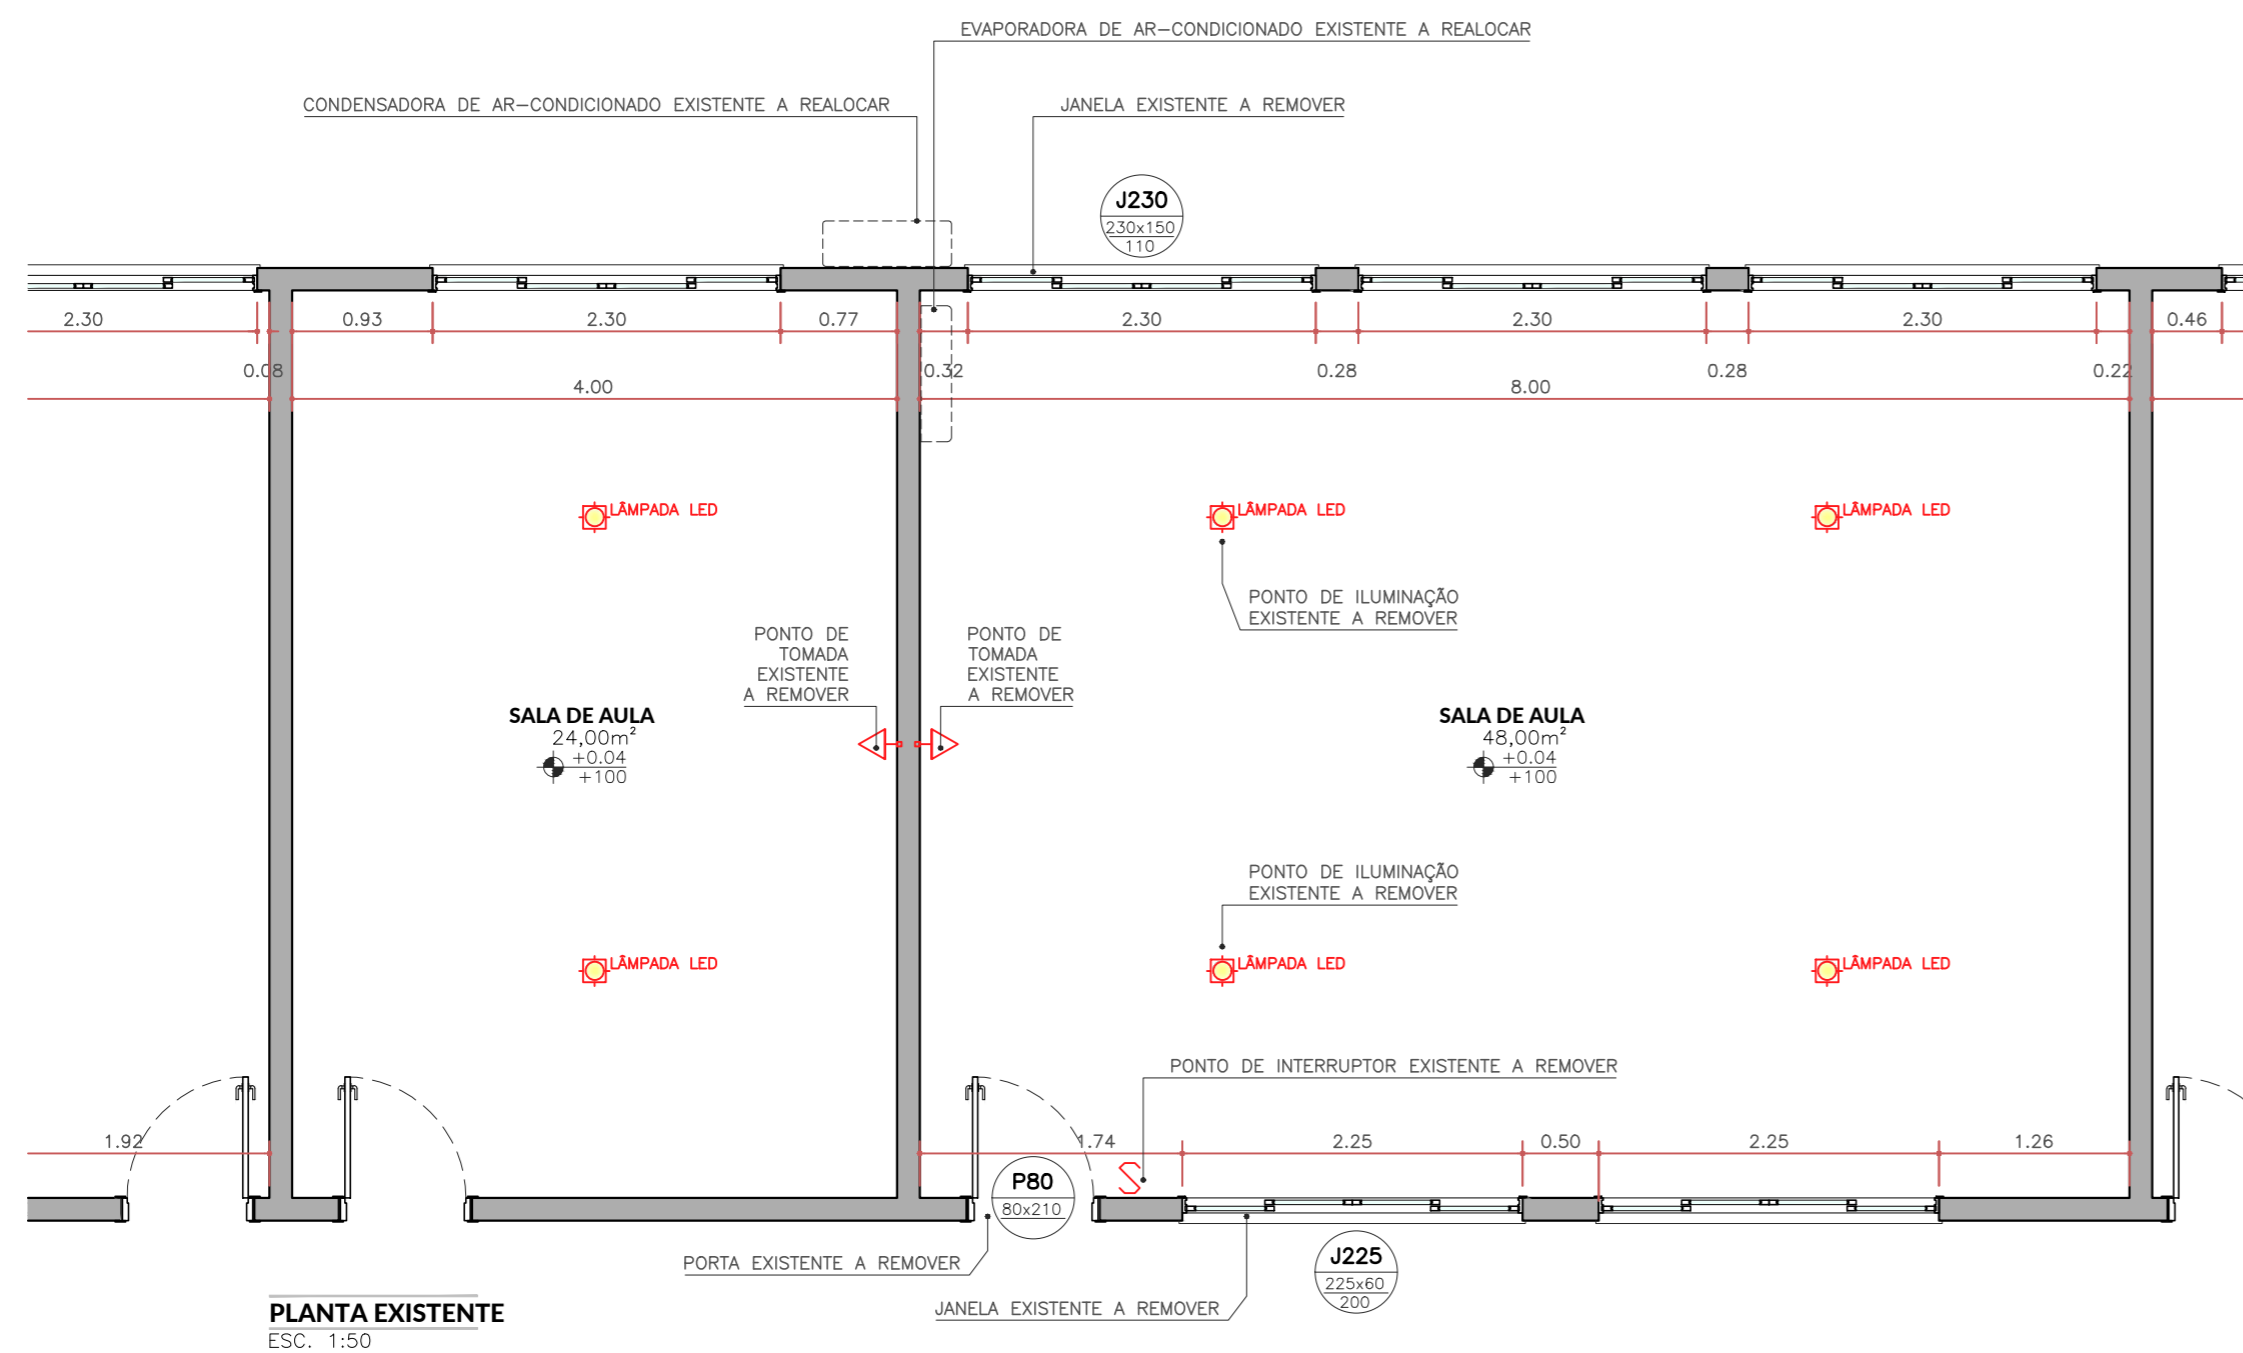 EVAPORADORA DE AR-CONDICIONADO EXISTENTE A REALOCAR
CONDENSADORA DE AR-CONDICIONADO EXISTENTE A REALOCAR
JANELA EXISTENTE A REMOVER
J230
230x150
110
2.30
0.93
2.30
0.77
2.30
2.30
2.30
0.46
0.08
0.32
0.28
0.28
0.22
4.00
8.00
LÂMPADA LED
LÂMPADA LED
LÂMPADA LED
PONTO DE ILUMINAÇÃO
EXISTENTE A REMOVER
PONTO DE
TOMADA
EXISTENTE
A REMOVER
PONTO DE
TOMADA
EXISTENTE
A REMOVER
SALA DE AULA
24,00m²
+0.04
+100
SALA DE AULA
48,00m²
+0.04
+100
PONTO DE ILUMINAÇÃO
EXISTENTE A REMOVER
LÂMPADA LED
LÂMPADA LED
LÂMPADA LED
PONTO DE INTERRUPTOR EXISTENTE A REMOVER
1.92
1.74
2.25
0.50
2.25
1.26
P80
80x210
PORTA EXISTENTE A REMOVER
J225
225x60
200
JANELA EXISTENTE A REMOVER
PLANTA EXISTENTE
ESC. 1:50